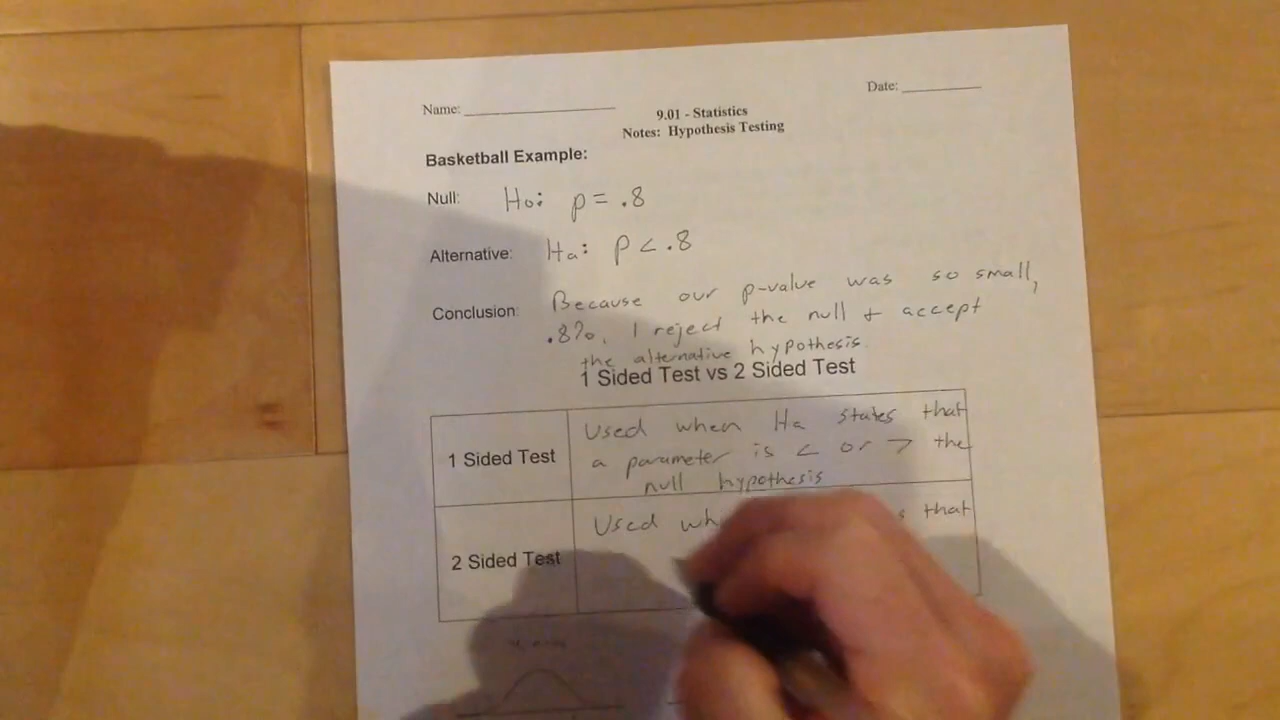 Name: ____________ Date: ________
9.01 - Statistics
Notes: Hypothesis Testing
Basketball Example:
Null: Ho: p = .8
Alternative: Ha: p < .8
Conclusion: Because our p-value was so small,
.8%, I reject the null + accept
the alternative hypothesis.
1 Sided Test vs 2 Sided Test
Used when Ha states that
1 Sided Test a parameter is < or > the
null hypothesis
Used that
2 Sided Test